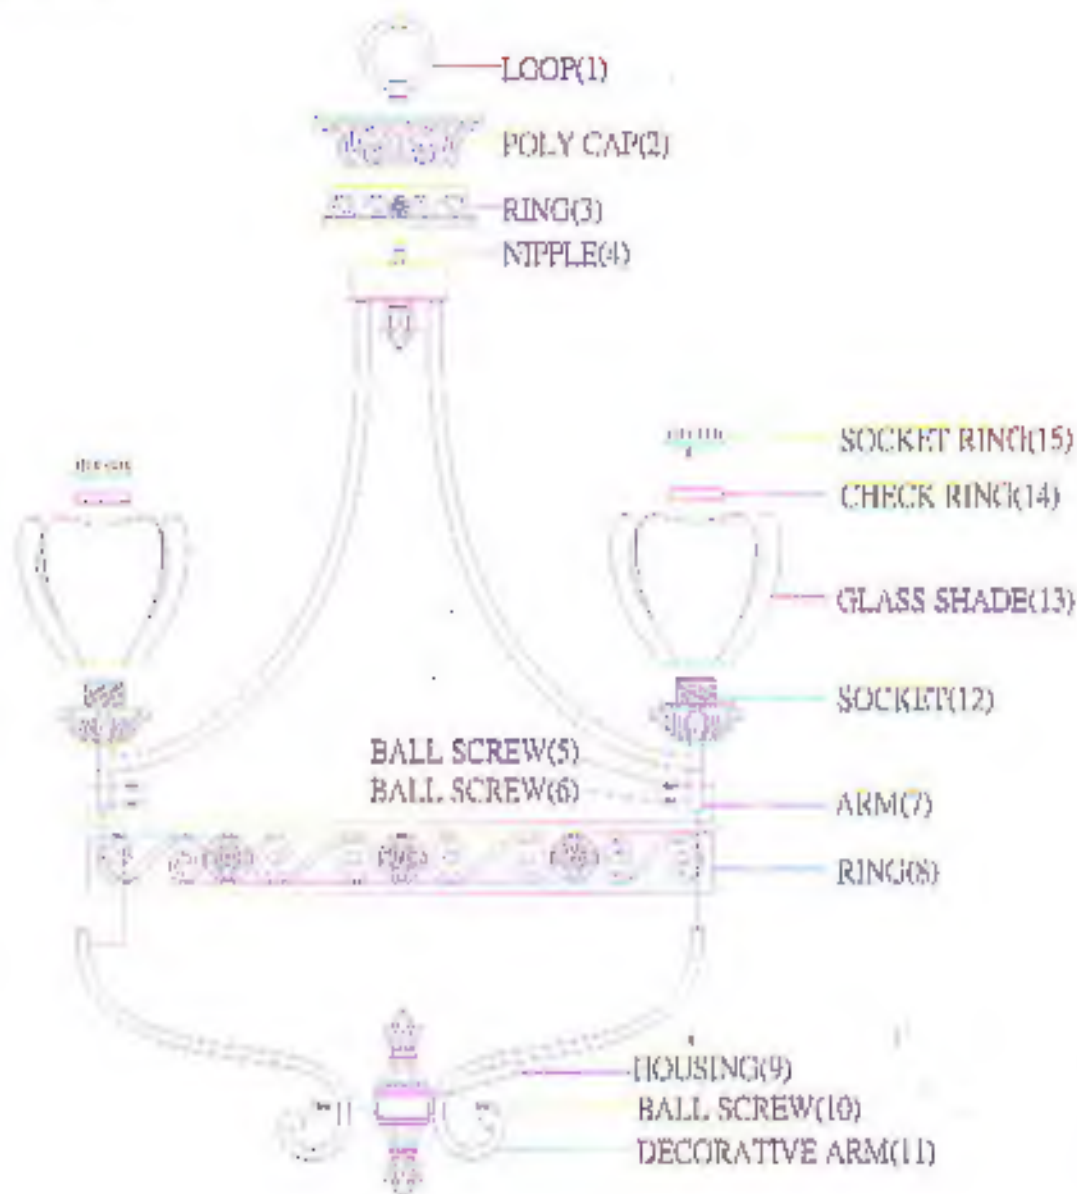 LOOP(1)
POLY CAP(2)
RING(3)
NIPPLE(4)
SOCKET RING(15)
CHECK RING(14)
GLASS SHADE(13)
SOCKET(12)
BALL SCREW(5)
BALL SCREW(6)
ARM(7)
RING(8)
HOUSING(9)
BALL SCREW(10)
DECORATIVE ARM(11)